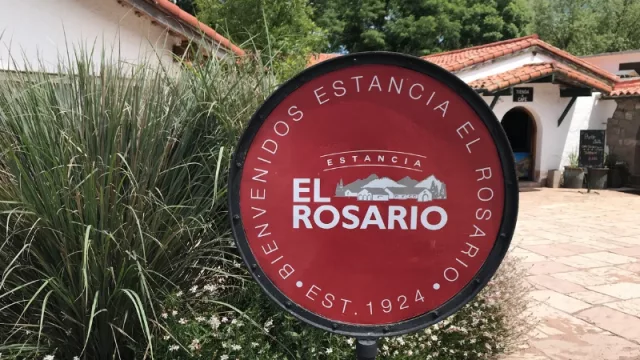 BIENVENIDOS ESTANCIA EL ROSARIO
ESTANCIA
EL
ROSARIO
• EST. 1924 •